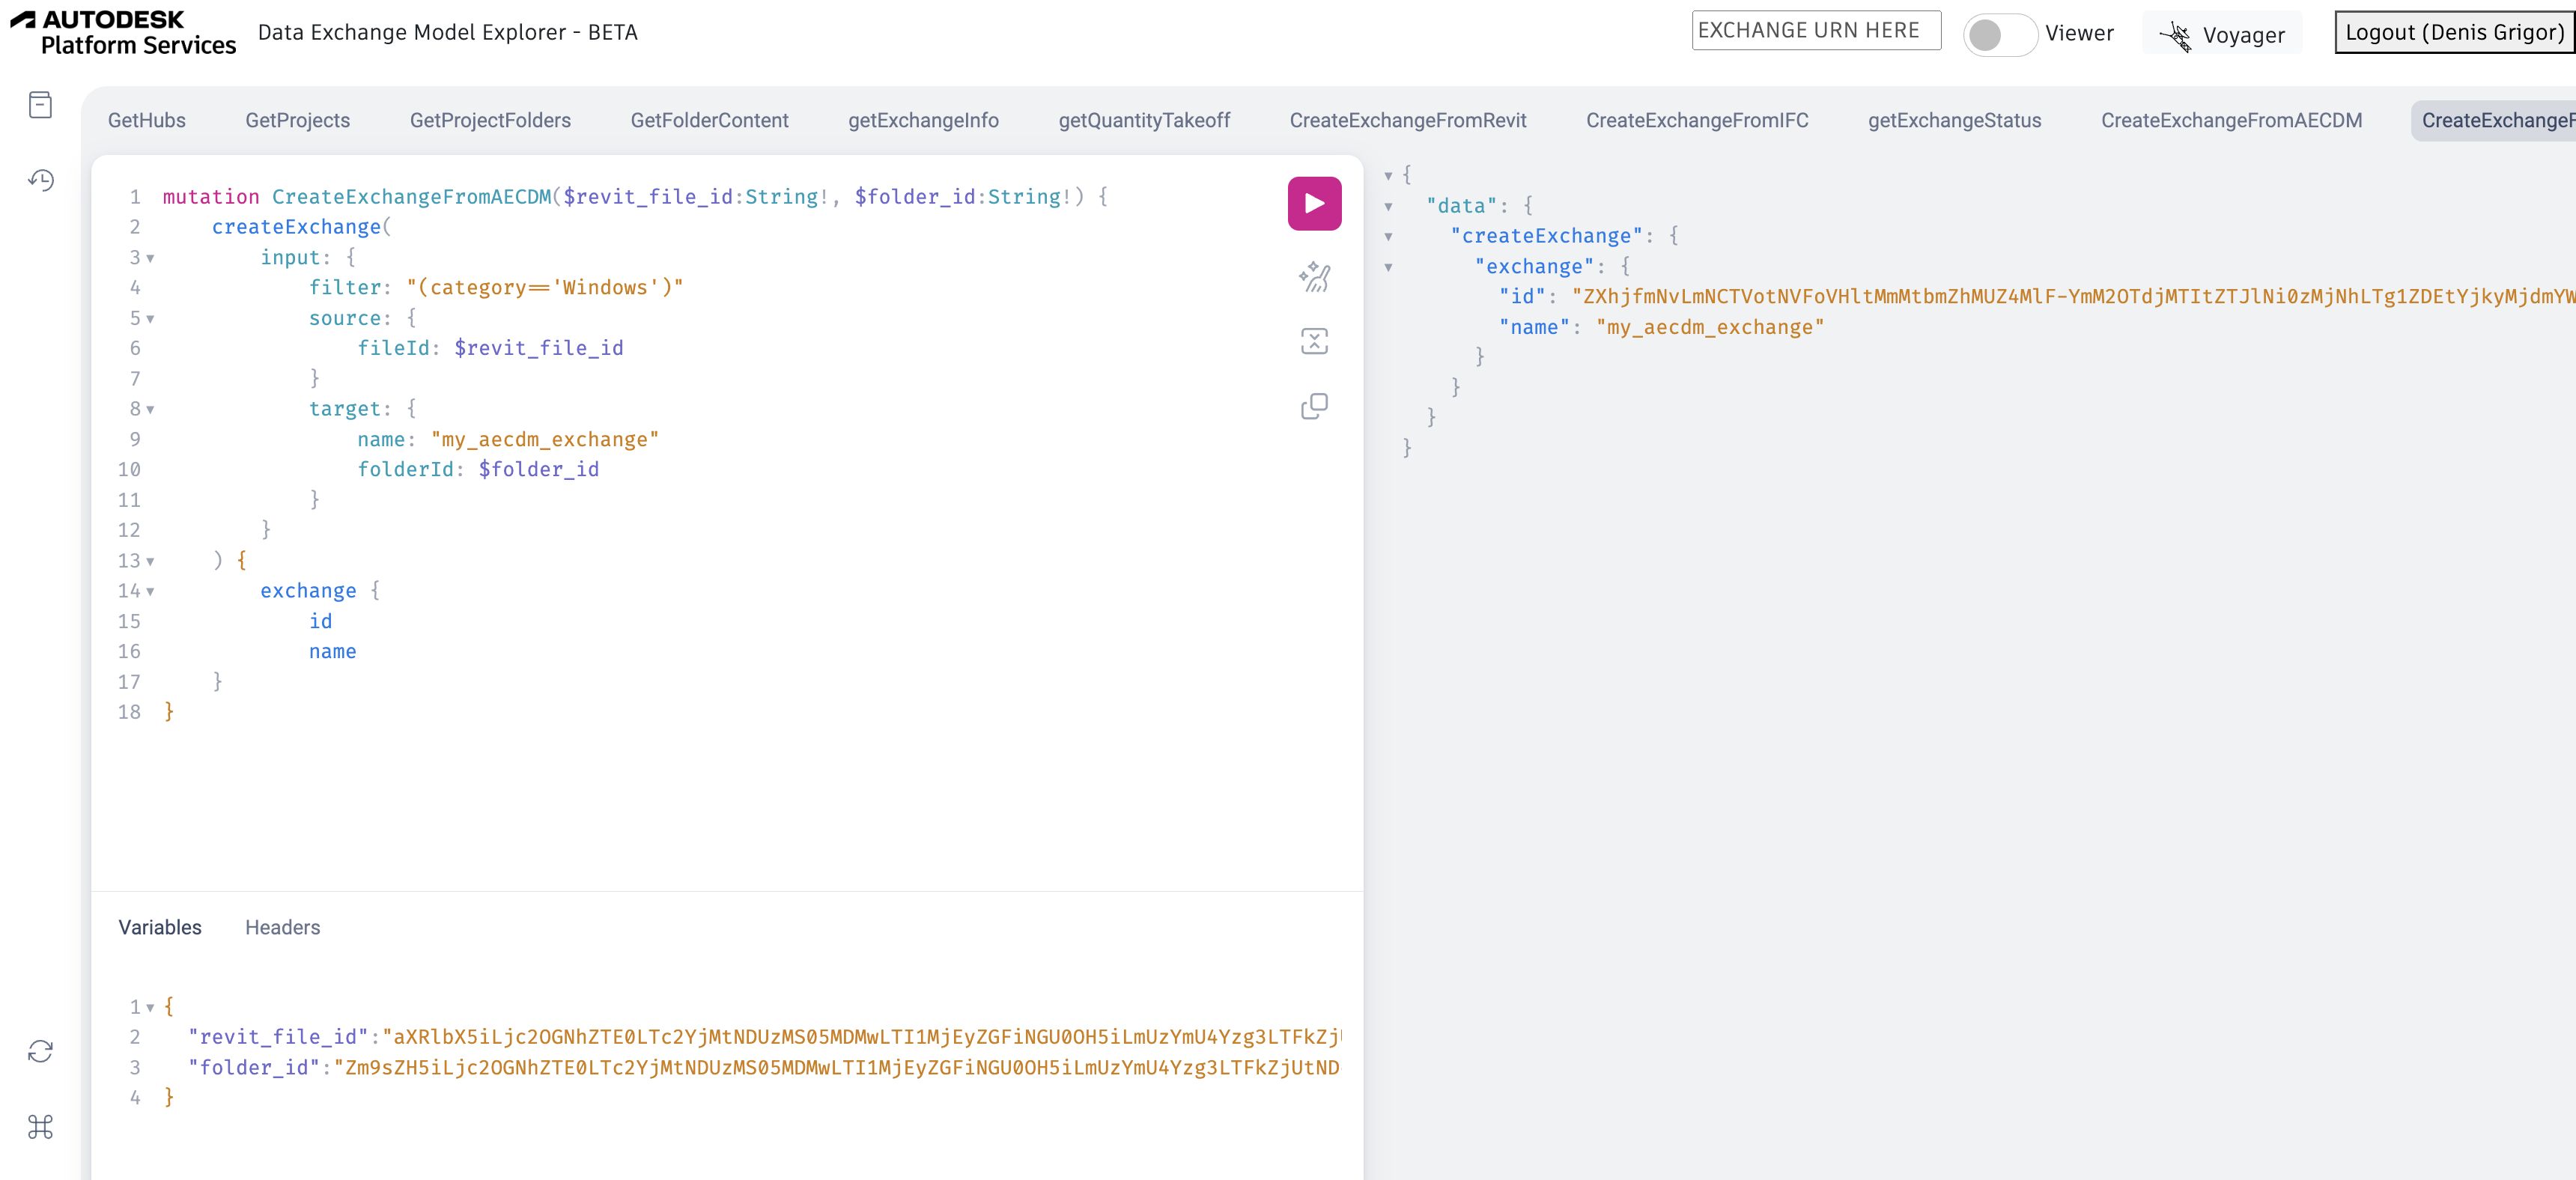 AUTODESK
Platform Services
Data Exchange Model Explorer - BETA
EXCHANGE URN HERE
Viewer
Voyager
Logout (Denis Grigor)
GetHubs
GetProjects
GetProjectFolders
GetFolderContent
getExchangeInfo
getQuantityTakeoff
CreateExchangeFromRevit
CreateExchangeFromIFC
getExchangeStatus
CreateExchangeFromAECDM
CreateExchangeF
1 mutation CreateExchangeFromAECDM($revit_file_id:String!, $folder_id:String!) {
2 createExchange(
3 input: {
4 filter: "(category=='Windows')"
5 source: {
6 fileId: $revit_file_id
7 }
8 target: {
9 name: "my_aecdm_exchange"
10 folderId: $folder_id
11 }
12 }
13 ) {
14 exchange {
15 id
16 name
17 }
18 }
{
"data": {
"createExchange": {
"exchange": {
"id": "ZXhjfmNvLmNCTVotNVFoVHltMmMtbmZhMUZ4MlF-YmM2OTdjMTItZTJlNi0zMjNhLTg1ZDEtYjkyMjdmYW
"name": "my_aecdm_exchange"
}
}
}
}
Variables
Headers
1 {
2 "revit_file_id":"aXRlbX5iLjc2OGNhZTE0LTc2YjMtNDUzMS05MDMwLTI1MjEyZGFiNGU0OH5iLmUzYmU4Yzg3LTFkZj
3 "folder_id":"Zm9sZH5iLjc2OGNhZTE0LTc2YjMtNDUzMS05MDMwLTI1MjEyZGFiNGU0OH5iLmUzYmU4Yzg3LTFkZjUtND
4 }